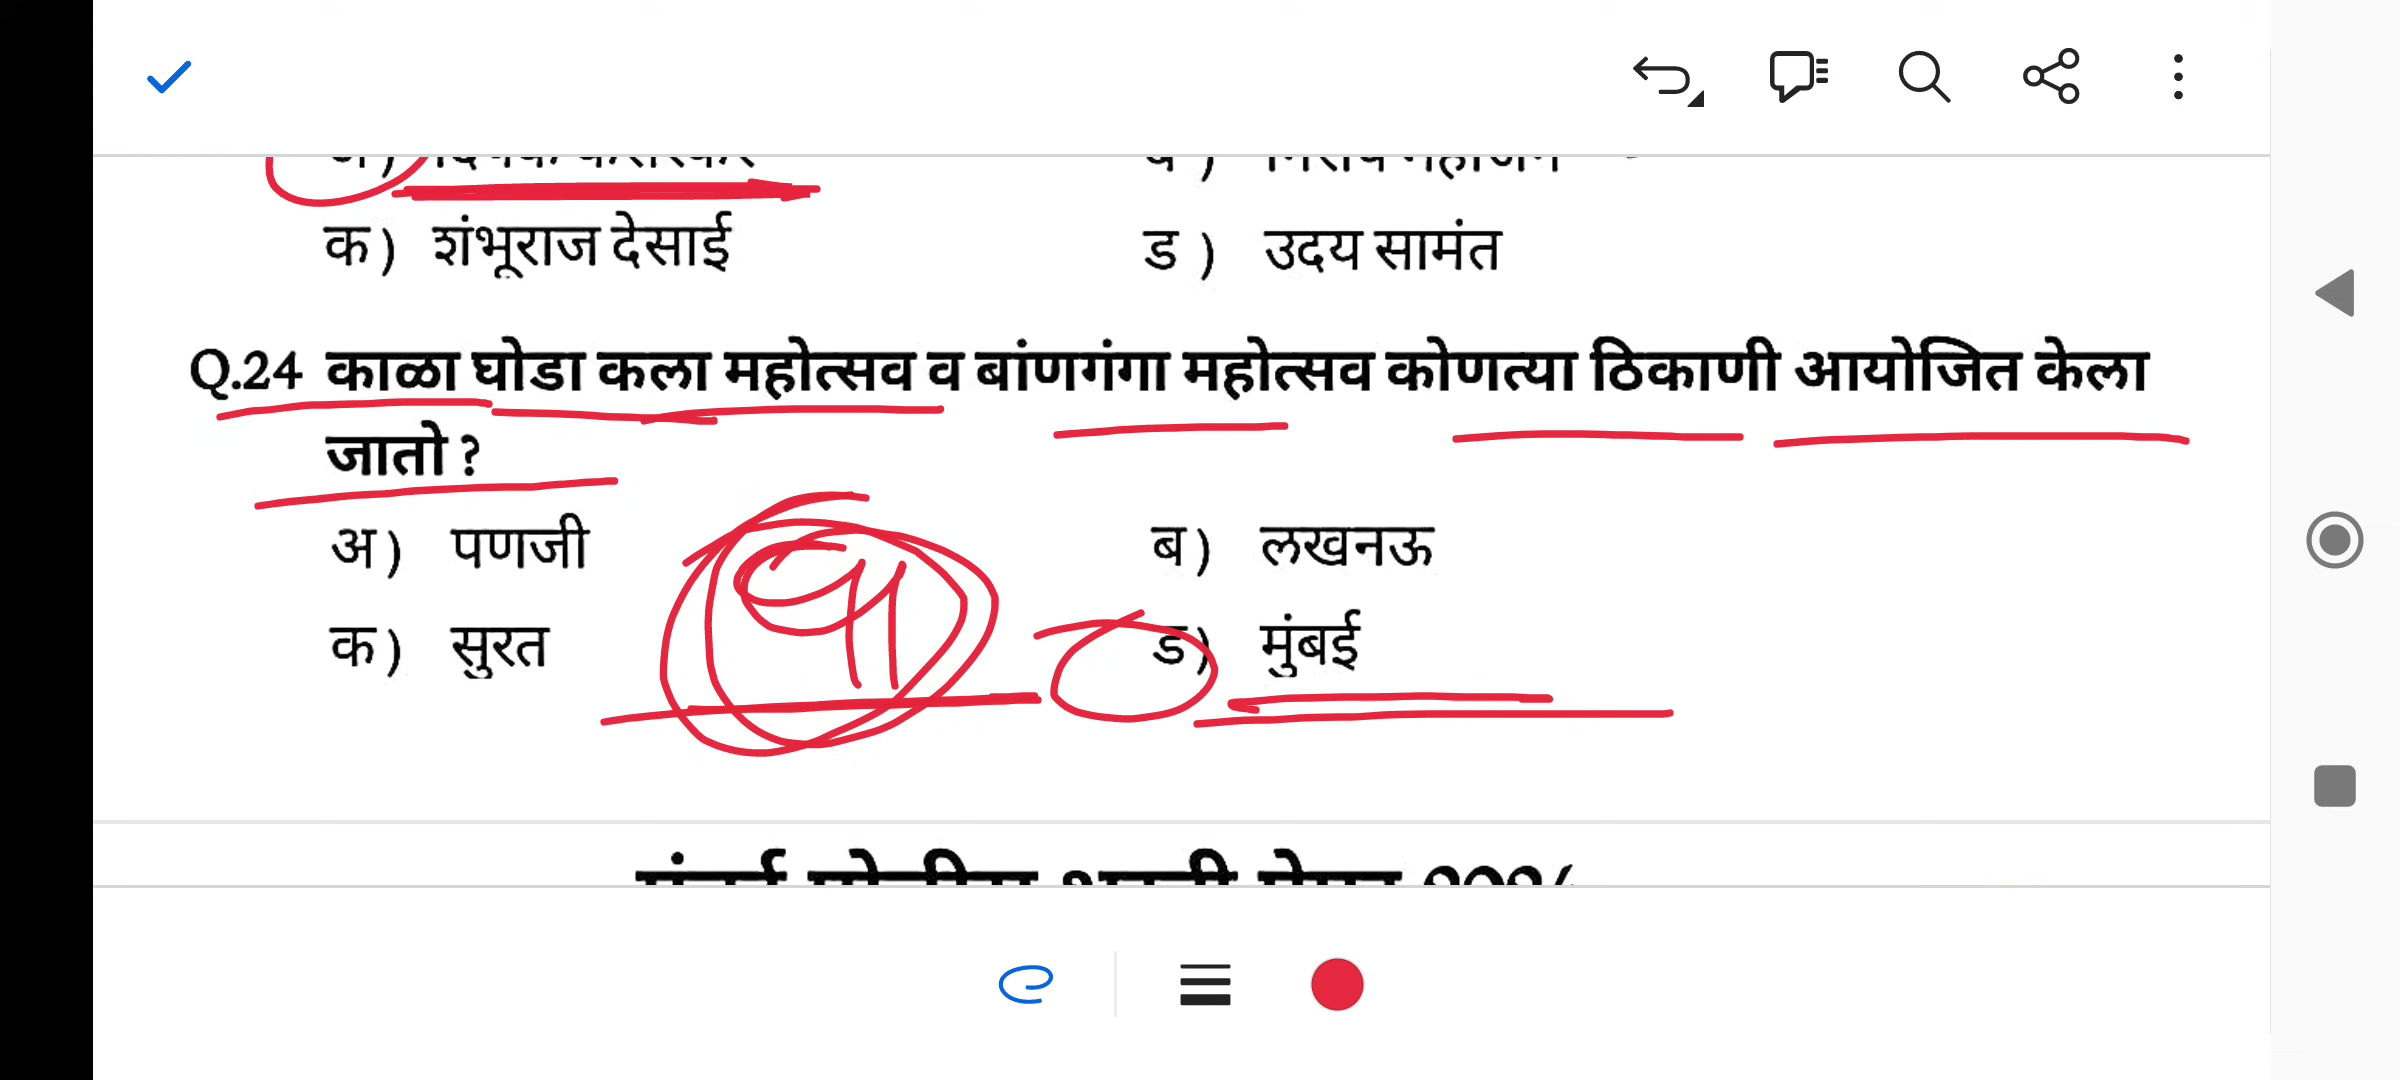 क) शंभूराज देसाई
ड ) उदय सामंत
Q.24 काळा घोडा कला महोत्सव व बांणगंगा महोत्सव कोणत्या ठिकाणी आयोजित केला
जातो ?
अ) पणजी
ब) लखनऊ
क) सुरत
ड) मुंबई